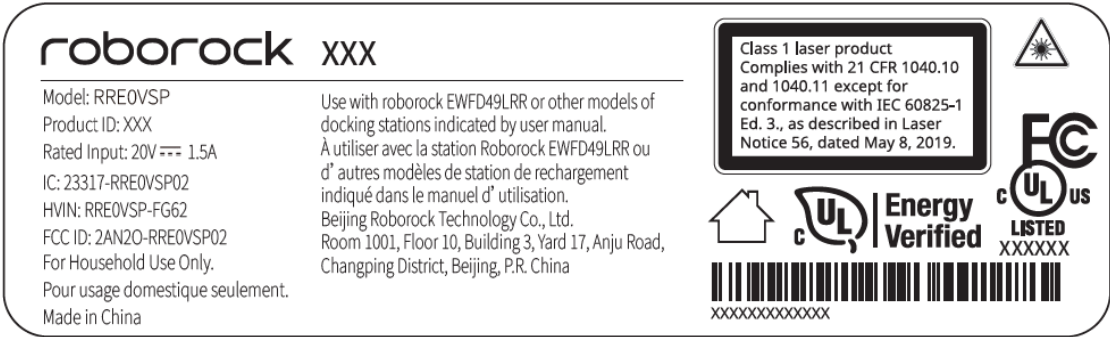 roborock XXX
Model: RRE0VSP
Product ID: XXX
Rated Input: 20V⎓ 1.5A
IC: 23317-RRE0VSP02
HVIN: RRE0VSP-FG62
FCC ID: 2AN2O-RRE0VSP02
For Household Use Only.
Pour usage domestique seulement.
Made in China
Use with roborock EWFD49LRR or other models of
docking stations indicated by user manual.
À utiliser avec la station Roborock EWFD49LRR ou
d’ autres modèles de station de rechargement
indiqué dans le manuel d’ utilisation.
Beijing Roborock Technology Co., Ltd.
Room 1001, Floor 10, Building 3, Yard 17, Anju Road,
Changping District, Beijing, P.R. China
Class 1 laser product
Complies with 21 CFR 1040.10
and 1040.11 except for
conformance with IEC 60825-1
Ed. 3., as described in Laser
Notice 56, dated May 8, 2019.
FC
c UL US
LISTED
XXXXXX
c UL Energy
Verified
XXXXXXXXXXXXX